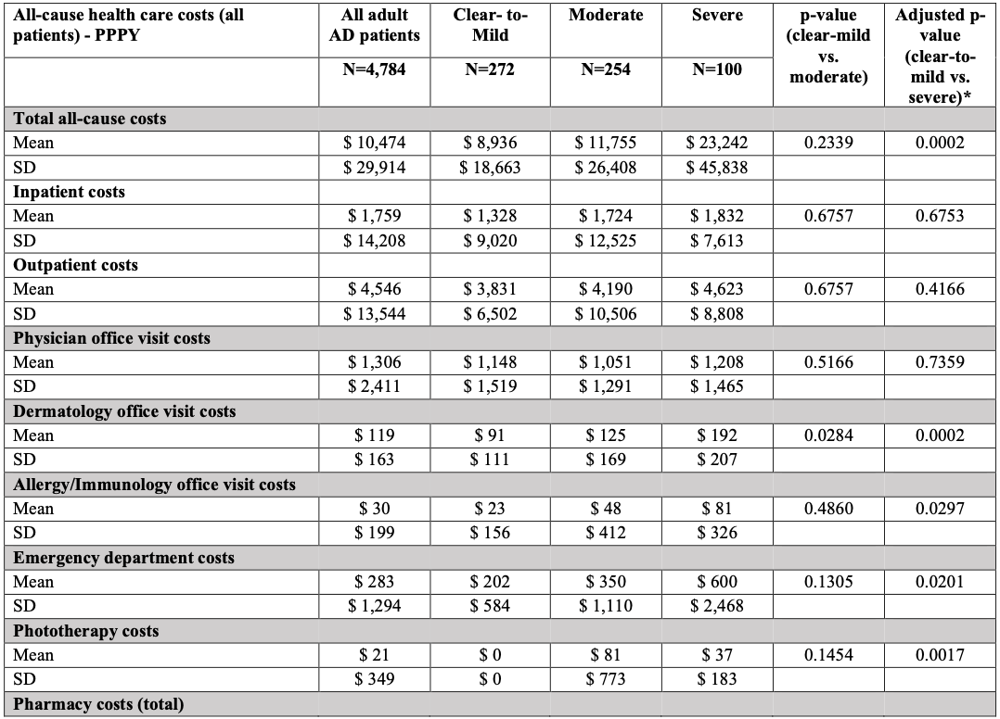 All-cause health care costs (all patients) - PPPY | All adult AD patients | Clear- to-Mild | Moderate | Severe | p-value (clear-mild vs. moderate) | Adjusted p-value (clear-to-mild vs. severe)*
N=4,784 | N=272 | N=254 | N=100
Total all-cause costs
Mean | $ 10,474 | $ 8,936 | $ 11,755 | $ 23,242 | 0.2339 | 0.0002
SD | $ 29,914 | $ 18,663 | $ 26,408 | $ 45,838
Inpatient costs
Mean | $ 1,759 | $ 1,328 | $ 1,724 | $ 1,832 | 0.6757 | 0.6753
SD | $ 14,208 | $ 9,020 | $ 12,525 | $ 7,613
Outpatient costs
Mean | $ 4,546 | $ 3,831 | $ 4,190 | $ 4,623 | 0.6757 | 0.4166
SD | $ 13,544 | $ 6,502 | $ 10,506 | $ 8,808
Physician office visit costs
Mean | $ 1,306 | $ 1,148 | $ 1,051 | $ 1,208 | 0.5166 | 0.7359
SD | $ 2,411 | $ 1,519 | $ 1,291 | $ 1,465
Dermatology office visit costs
Mean | $ 119 | $ 91 | $ 125 | $ 192 | 0.0284 | 0.0002
SD | $ 163 | $ 111 | $ 169 | $ 207
Allergy/Immunology office visit costs
Mean | $ 30 | $ 23 | $ 48 | $ 81 | 0.4860 | 0.0297
SD | $ 199 | $ 156 | $ 412 | $ 326
Emergency department costs
Mean | $ 283 | $ 202 | $ 350 | $ 600 | 0.1305 | 0.0201
SD | $ 1,294 | $ 584 | $ 1,110 | $ 2,468
Phototherapy costs
Mean | $ 21 | $ 0 | $ 81 | $ 37 | 0.1454 | 0.0017
SD | $ 349 | $ 0 | $ 773 | $ 183
Pharmacy costs (total)